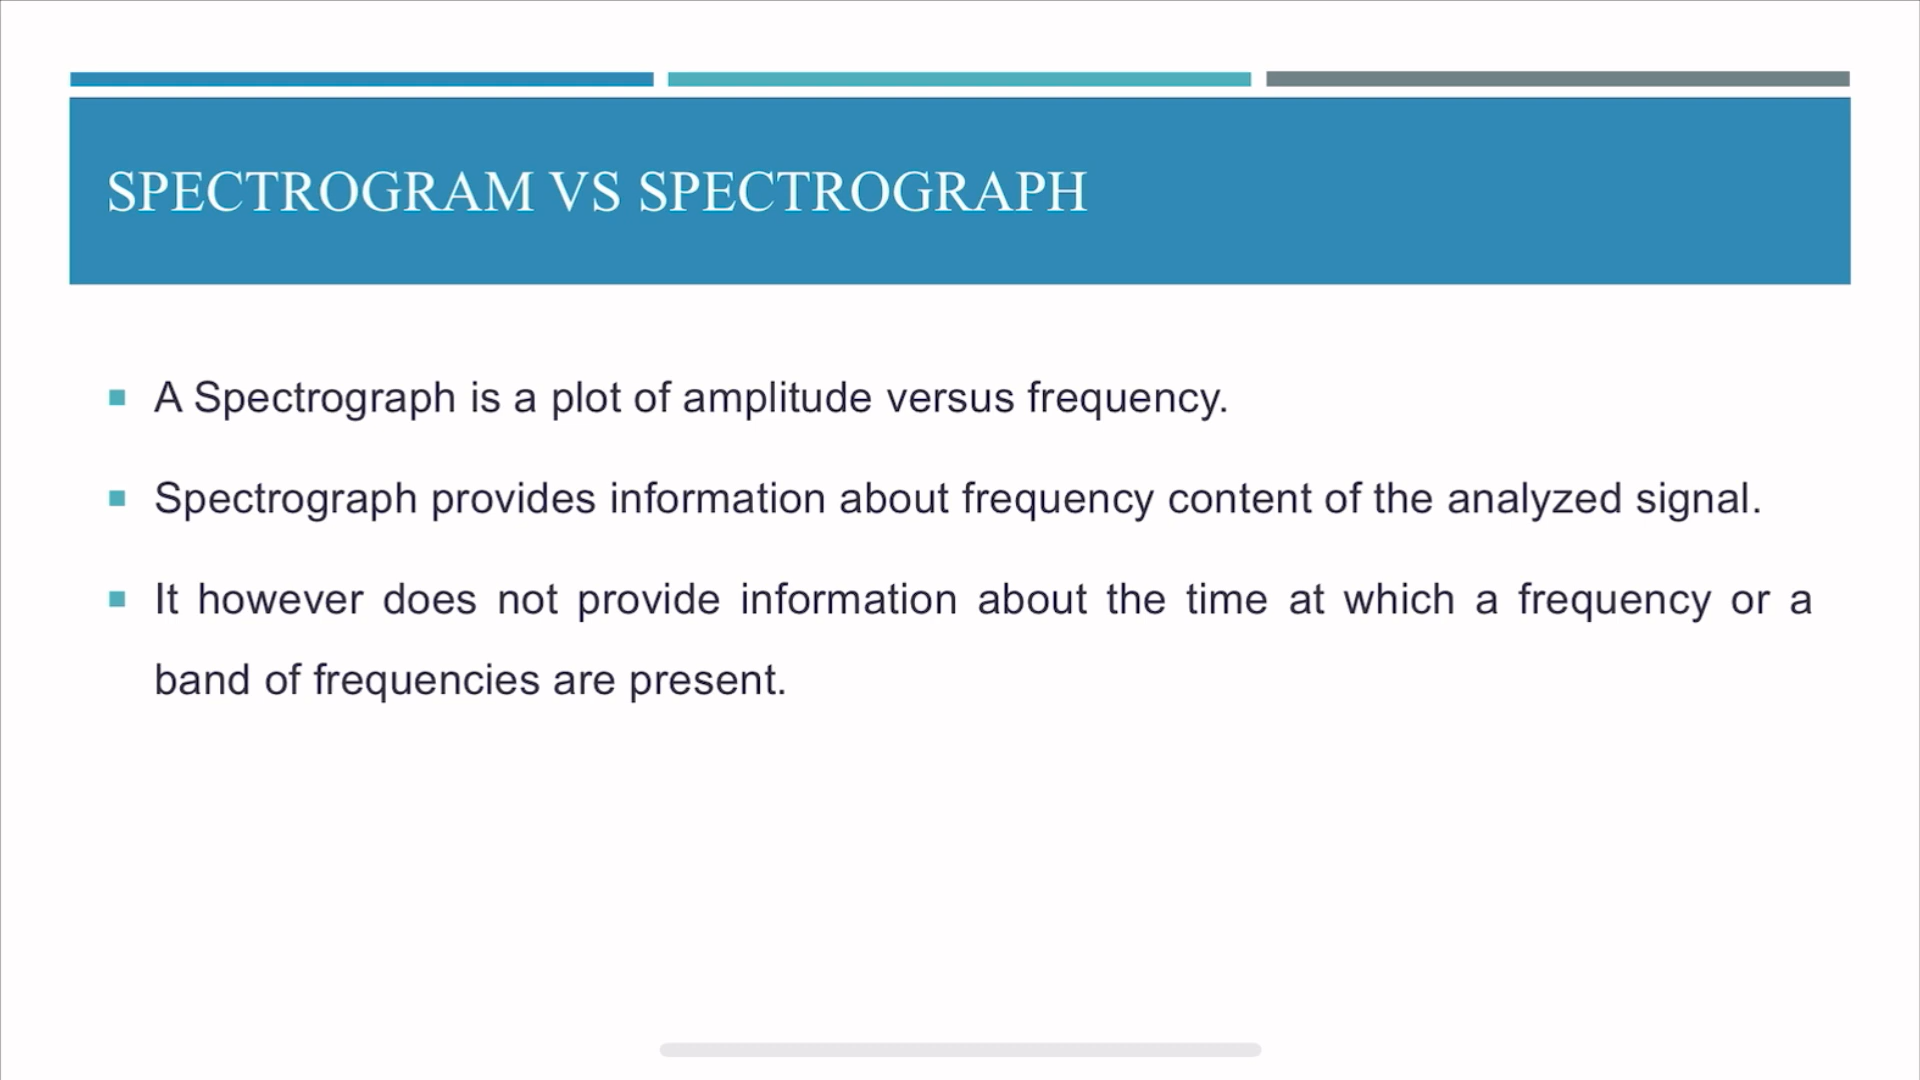 SPECTROGRAM VS SPECTROGRAPH
A Spectrograph is a plot of amplitude versus frequency.
Spectrograph provides information about frequency content of the analyzed signal.
It however does not provide information about the time at which a frequency or a
band of frequencies are present.